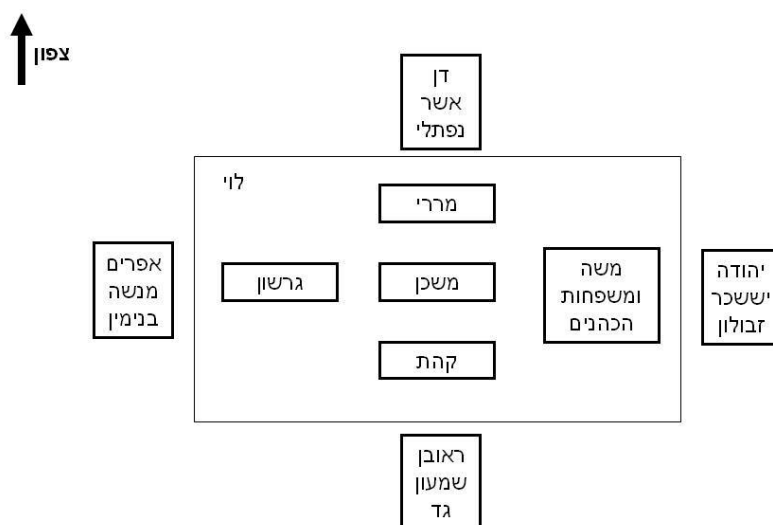 צפון
דן
אשר
נפתלי
לוי
מררי
יהודה
יששכר
זבולון
משה
ומשפחות
הכהנים
משכן
גרשון
אפרים
מנשה
בנימין
קהת
ראובן
שמעון
גד